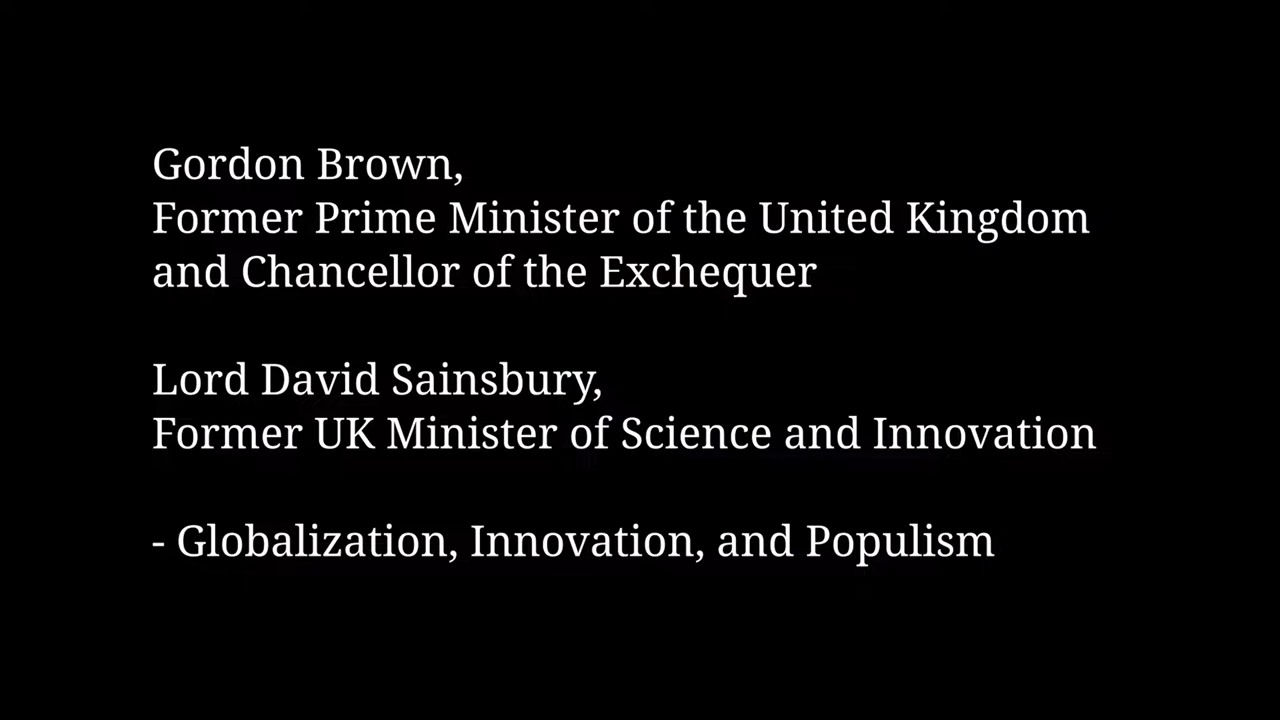 Gordon Brown,
Former Prime Minister of the United Kingdom
and Chancellor of the Exchequer
Lord David Sainsbury,
Former UK Minister of Science and Innovation
- Globalization, Innovation, and Populism